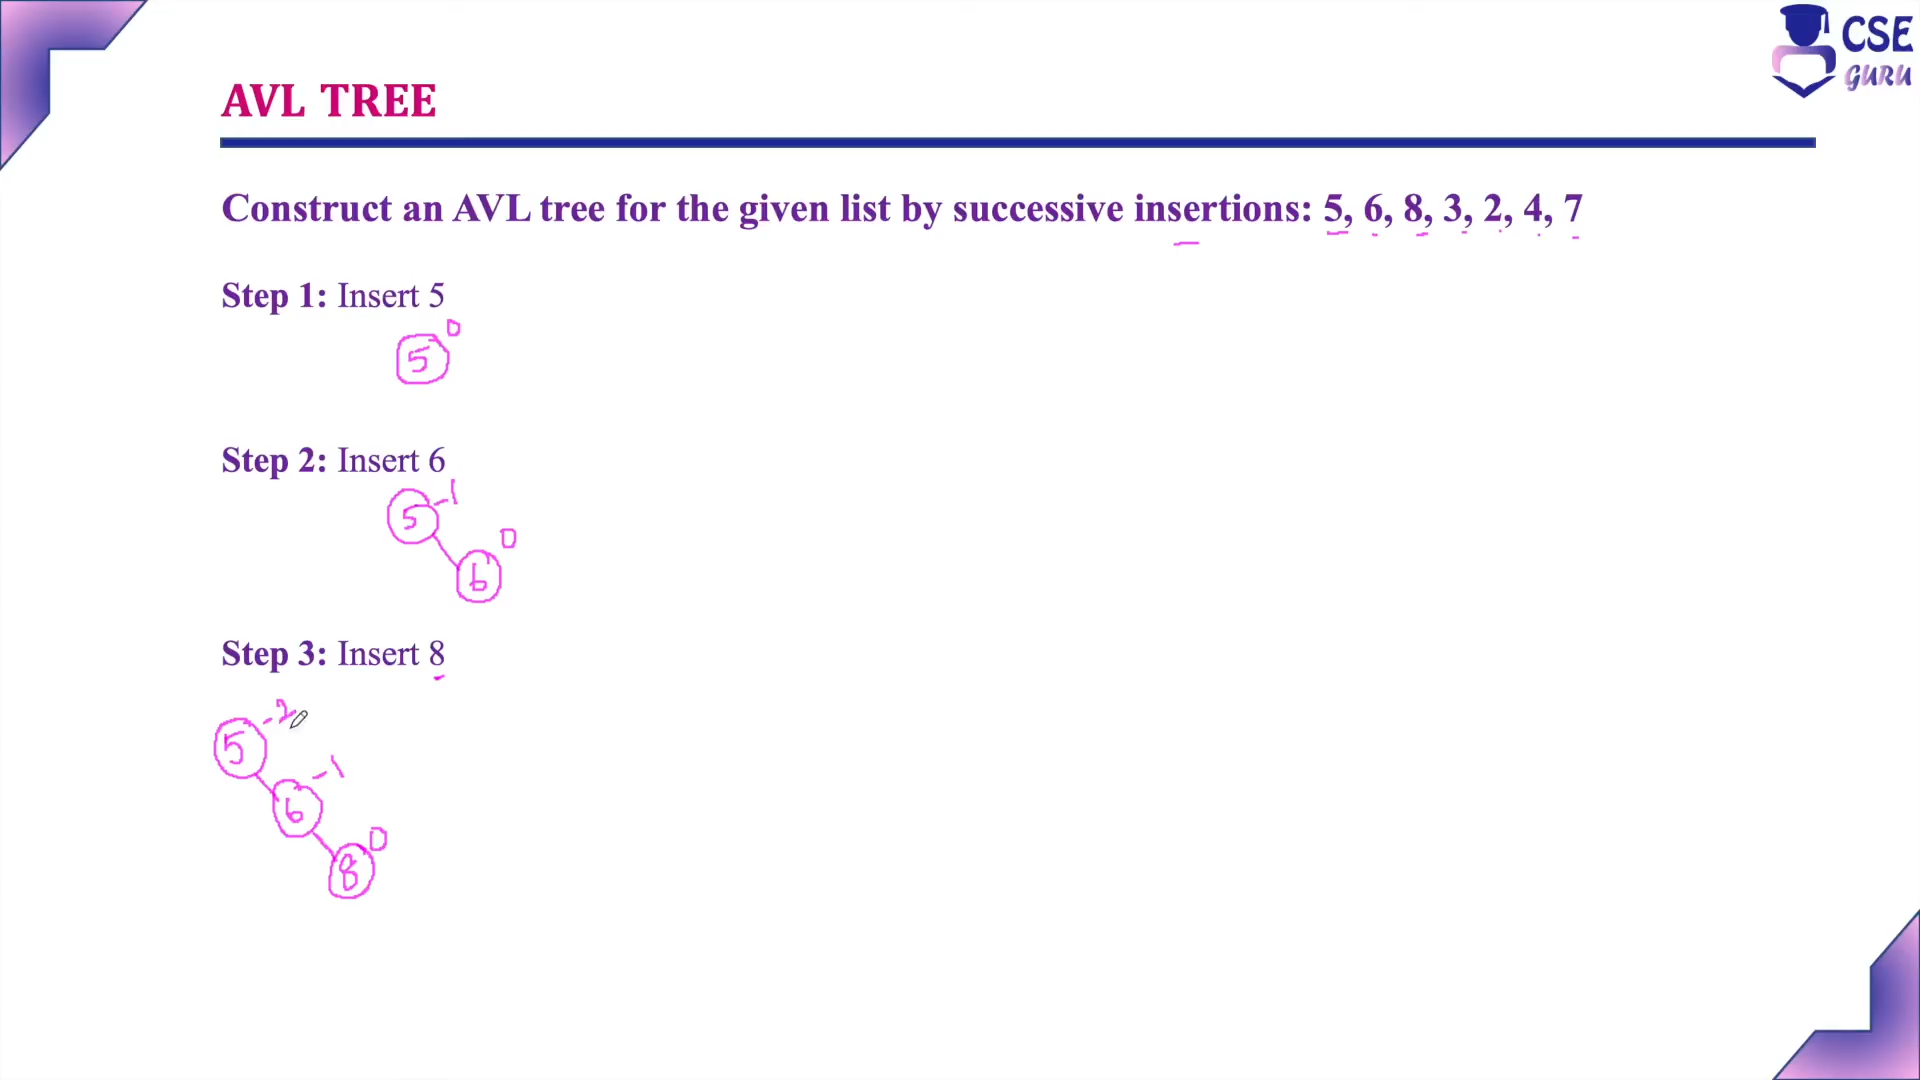 CSE
GURU
AVL TREE
Construct an AVL tree for the given list by successive insertions: 5, 6, 8, 3, 2, 4, 7
Step 1: Insert 5
0
5
Step 2: Insert 6
-1
5
0
6
Step 3: Insert 8
-2
5
-1
6
0
8